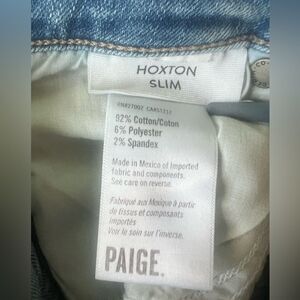 HOXTON
SLIM
92% Cotton/Coton
6% Polyester
2% Spandex
Made in Mexico of Imported
fabric and components.
See care on reverse.
Fabriqué aux Mexique à partir
de tissus et composants
importés
Voir le soin sur l'inverse.
PAIGE.